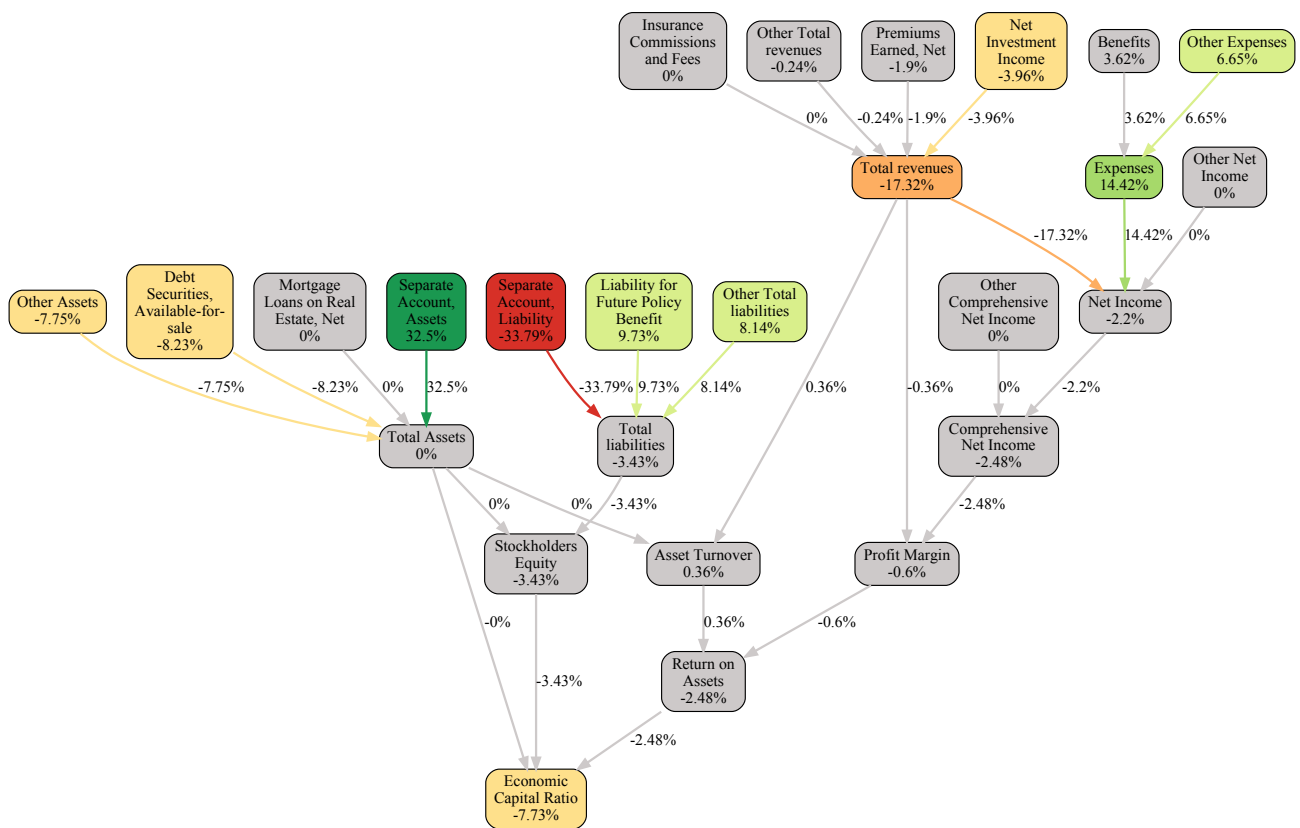 Insurance
Commissions
and Fees
0%
Other Total
revenues
-0.24%
Premiums
Earned, Net
-1.9%
Net
Investment
Income
-3.96%
Benefits
3.62%
Other Expenses
6.65%
0%
-0.24%
-1.9%
-3.96%
3.62%
6.65%
Total revenues
-17.32%
Expenses
14.42%
Other Net
Income
0%
-17.32%
14.42%
0%
Other Assets
-7.75%
Debt
Securities,
Available-for-
sale
-8.23%
Mortgage
Loans on Real
Estate, Net
0%
Separate
Account,
Assets
32.5%
Separate
Account,
Liability
-33.79%
Liability for
Future Policy
Benefit
9.73%
Other Total
liabilities
8.14%
Other
Comprehensive
Net Income
0%
Net Income
-2.2%
-7.75%
-8.23%
0%
32.5%
-33.79%
9.73%
8.14%
0.36%
-0.36%
0%
-2.2%
Total Assets
0%
Total
liabilities
-3.43%
Comprehensive
Net Income
-2.48%
0%
0%
-3.43%
-2.48%
Stockholders
Equity
-3.43%
Asset Turnover
0.36%
Profit Margin
-0.6%
-0%
0.36%
-0.6%
-3.43%
Return on
Assets
-2.48%
-2.48%
Economic
Capital Ratio
-7.73%